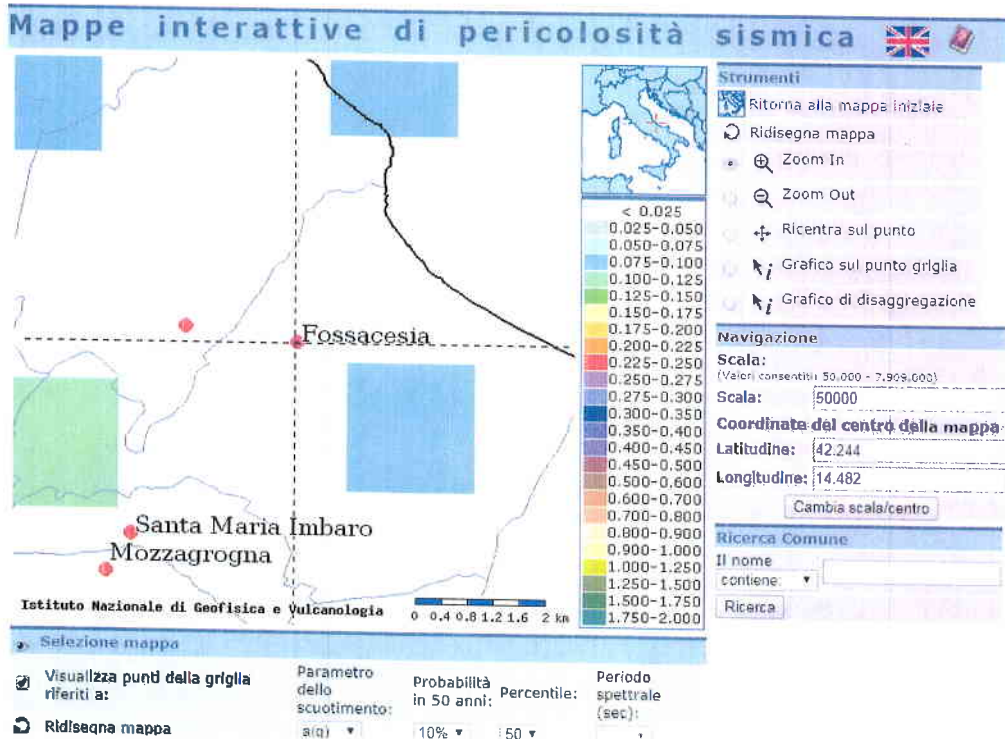 Mappe interattive di pericolosità sismica
Fossacesia
Santa Maria Imbaro
Mozzagrogna
Istituto Nazionale di Geofisica e Vulcanologia
0 0.4 0.8 1.2 1.6 2 km
< 0.025
0.025-0.050
0.050-0.075
0.075-0.100
0.100-0.125
0.125-0.150
0.150-0.175
0.175-0.200
0.200-0.225
0.225-0.250
0.250-0.275
0.275-0.300
0.300-0.350
0.350-0.400
0.400-0.450
0.450-0.500
0.500-0.600
0.600-0.700
0.700-0.800
0.800-0.900
0.900-1.000
1.000-1.250
1.250-1.500
1.500-1.750
1.750-2.000
Strumenti
Ritorna alla mappa iniziale
Ridisegna mappa
Zoom In
Zoom Out
Ricentra sul punto
Grafico sul punto griglia
Grafico di disaggregazione
Navigazione
Scala:
(Valori consentiti: 50.000 - 7.909.000)
Scala: 50000
Coordinate del centro della mappa
Latitudine: 42.244
Longitudine: 14.482
Cambia scala/centro
Ricerca Comune
Il nome
contiene:
Ricerca
Selezione mappa
Visualizza punti della griglia
riferiti a:
Ridisegna mappa
Parametro
dello
scuotimento:
a(g)
Probabilità
in 50 anni:
10%
Percentile:
50
Periodo
spettrale
(sec):